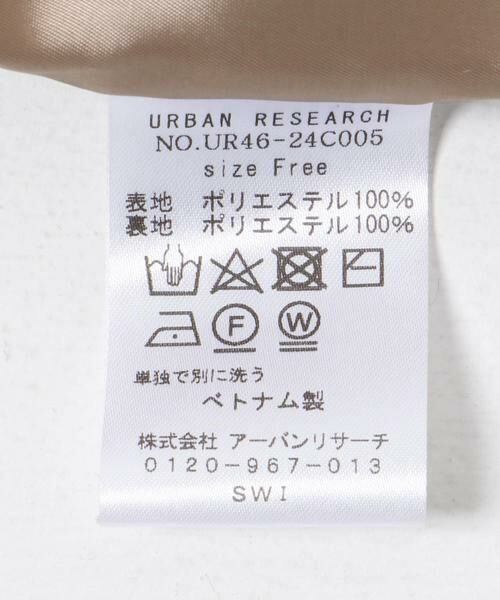 URBAN RESEARCH
NO.UR46-24C005
size Free
表地 ポリエステル100%
裏地 ポリエステル100%
F W
単独で別に洗う
ベトナム製
株式会社 アーバンリサーチ
0120-967-013
SWI